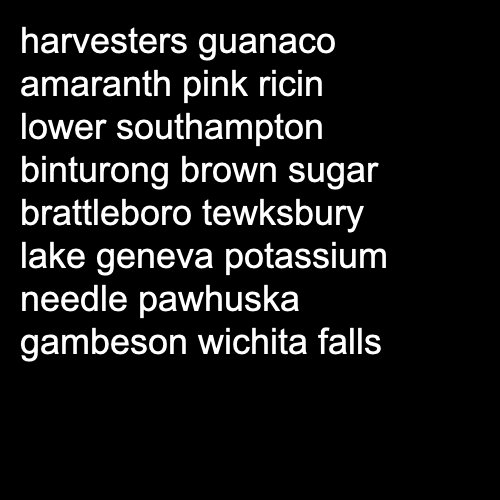 harvesters guanaco
amaranth pink ricin
lower southampton
binturong brown sugar
brattleboro tewksbury
lake geneva potassium
needle pawhuska
gambeson wichita falls